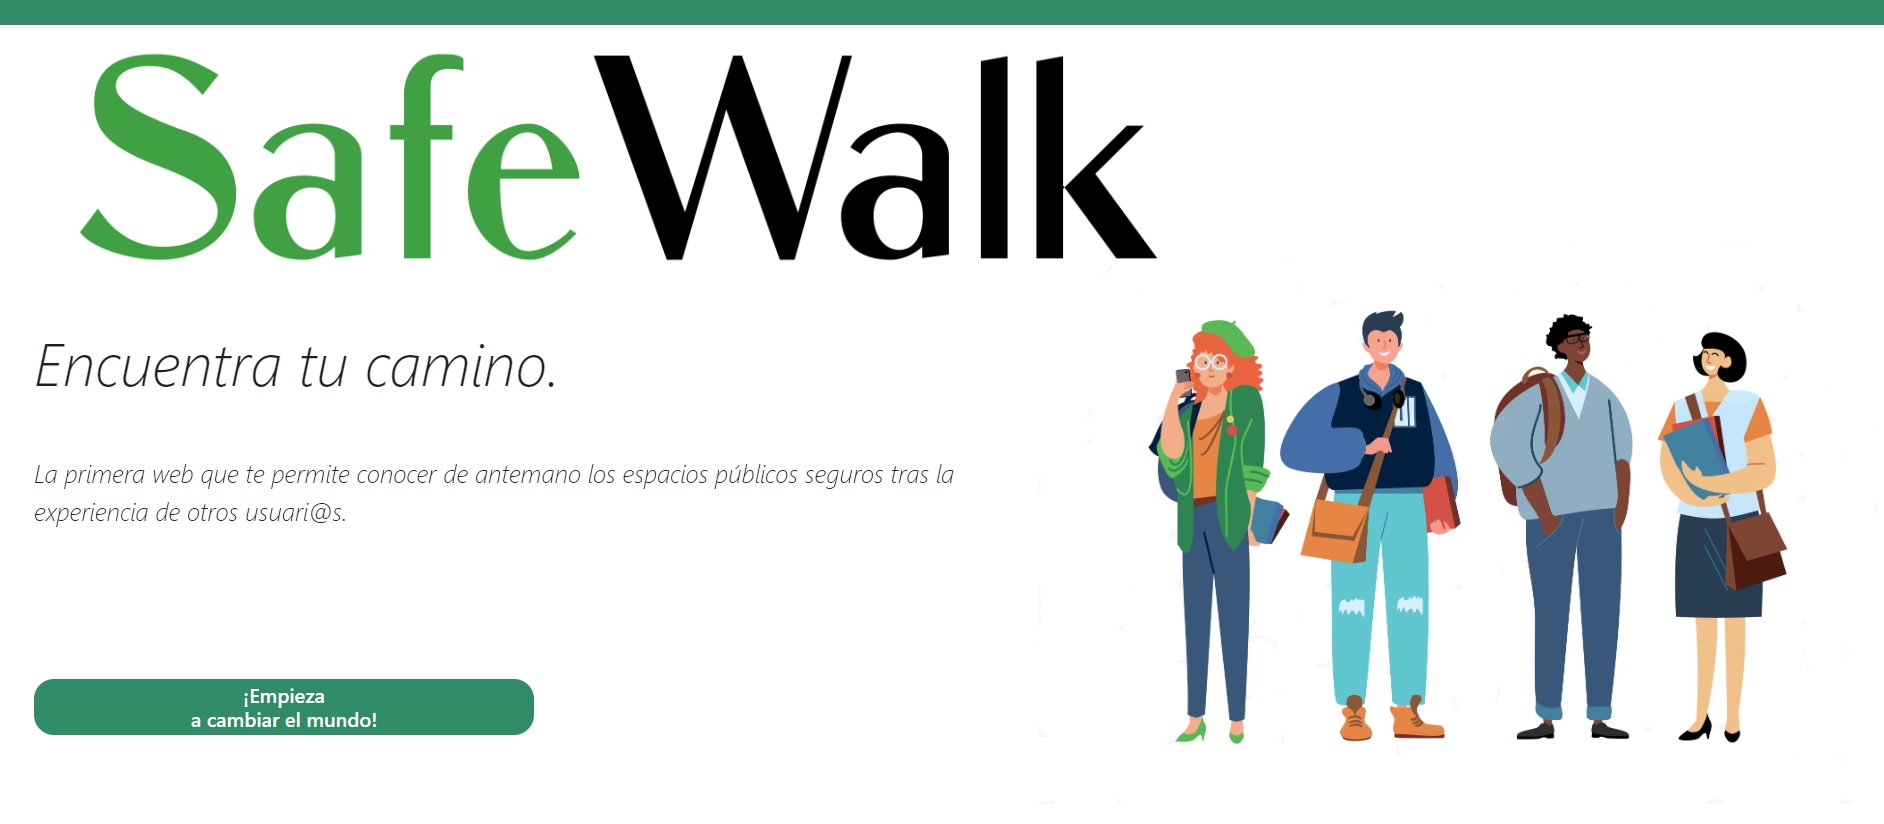 SafeWalk
Encuentra tu camino.
La primera web que te permite conocer de antemano los espacios públicos seguros tras la
experiencia de otros usuari@s.
¡Empieza
a cambiar el mundo!